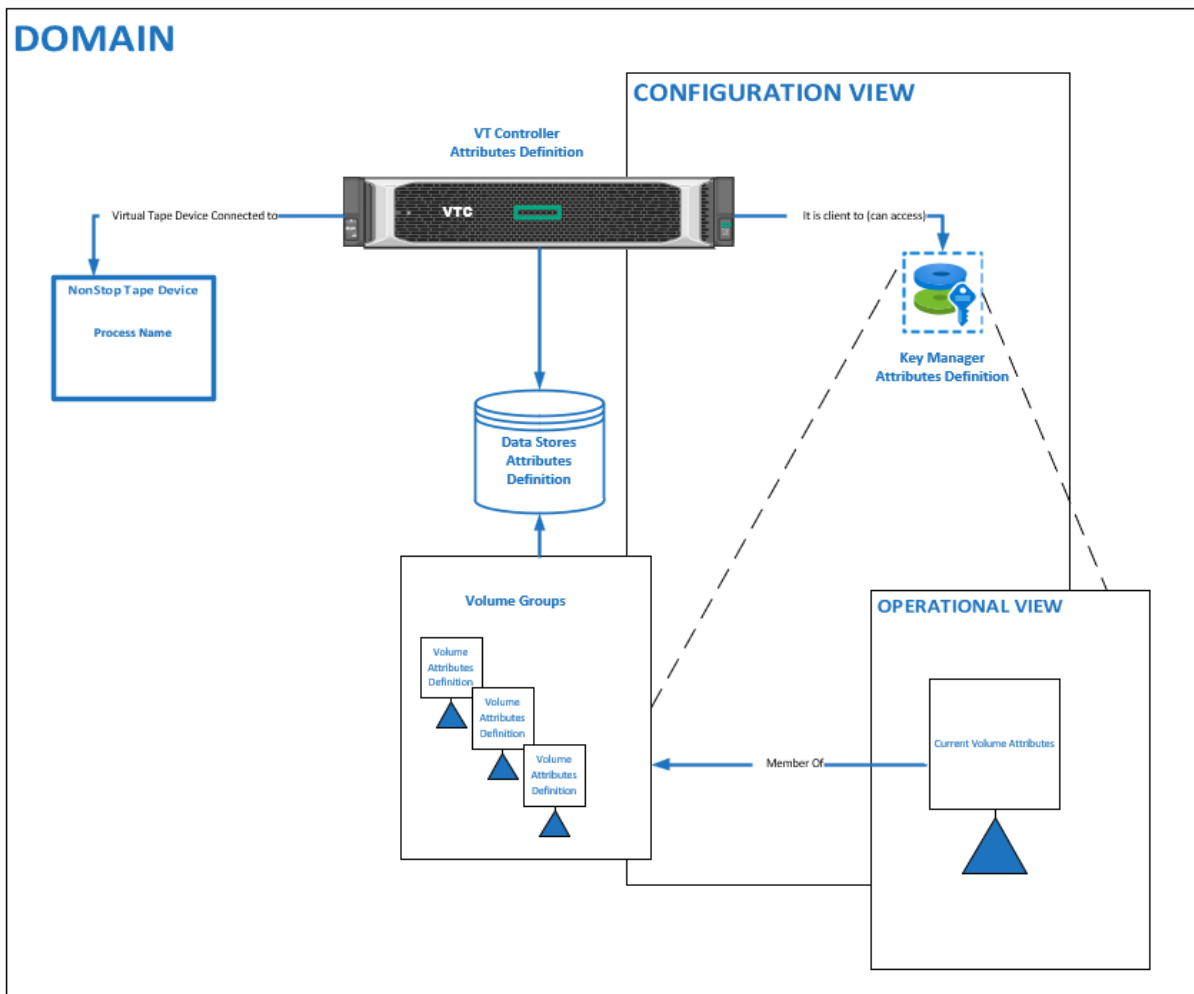 DOMAIN
CONFIGURATION VIEW
VT Controller
Attributes Definition
VTC
Virtual Tape Device Connected to
It is client to (can access)
NonStop Tape Device
Process Name
Key Manager
Attributes Definition
Data Stores
Attributes
Definition
Volume Groups
Volume
Attributes
Definition
Volume
Attributes
Definition
Volume
Attributes
Definition
OPERATIONAL VIEW
Current Volume Attributes
Member Of